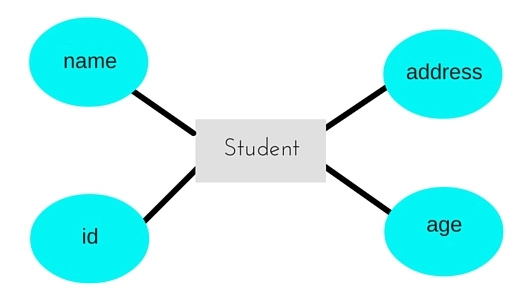 name
address
Student
id
age